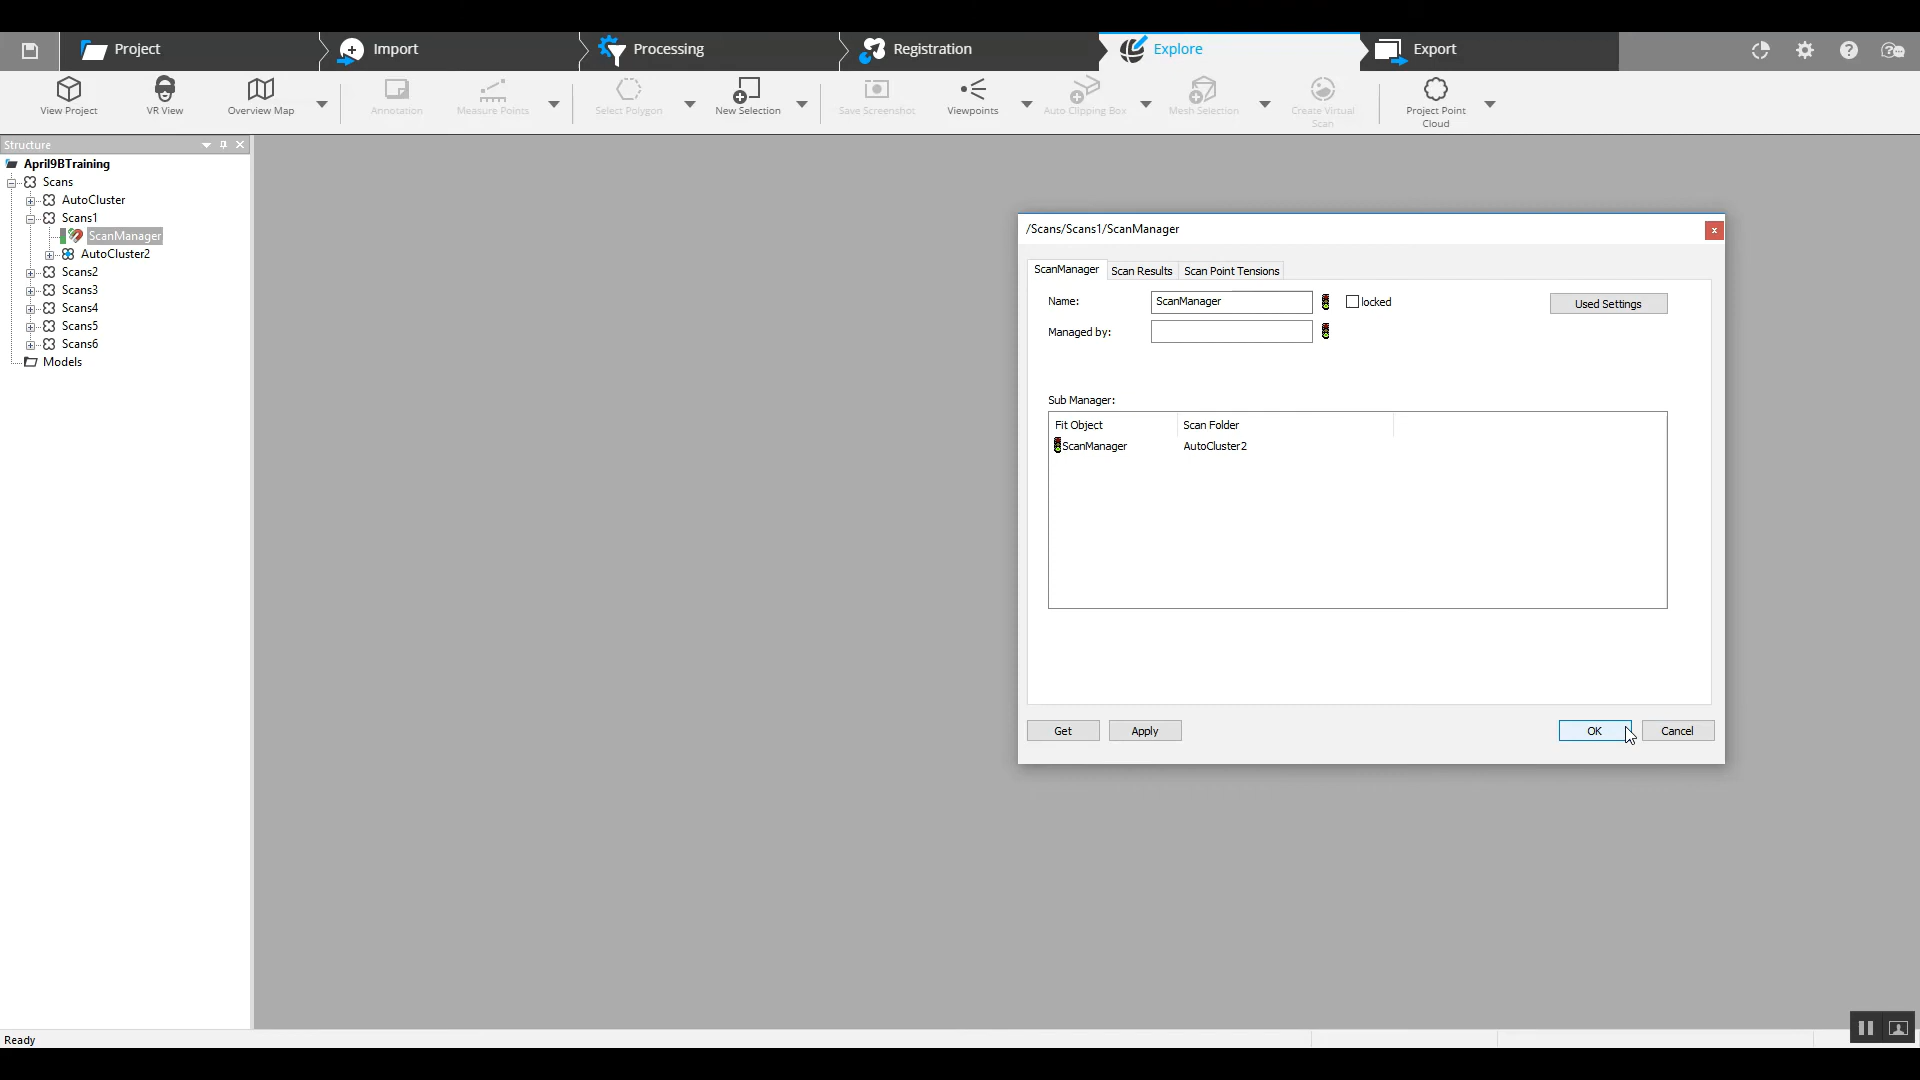 Project
Import
Processing
Registration
Explore
Export
View Project
VR View
Overview Map
Annotation
Measure Points
Select Polygon
New Selection
Save Screenshot
Viewpoints
Auto Clipping Box
Mesh Selection
Create Virtual
Scan
Project Point
Cloud
Structure
April9BTraining
Scans
AutoCluster
Scans1
ScanManager
AutoCluster2
Scans2
Scans3
Scans4
Scans5
Scans6
Models
/Scans/Scans1/ScanManager
ScanManager Scan Results Scan Point Tensions
Name: ScanManager locked Used Settings
Managed by:
Sub Manager:
Fit Object Scan Folder
ScanManager AutoCluster2
Get Apply OK Cancel
Ready